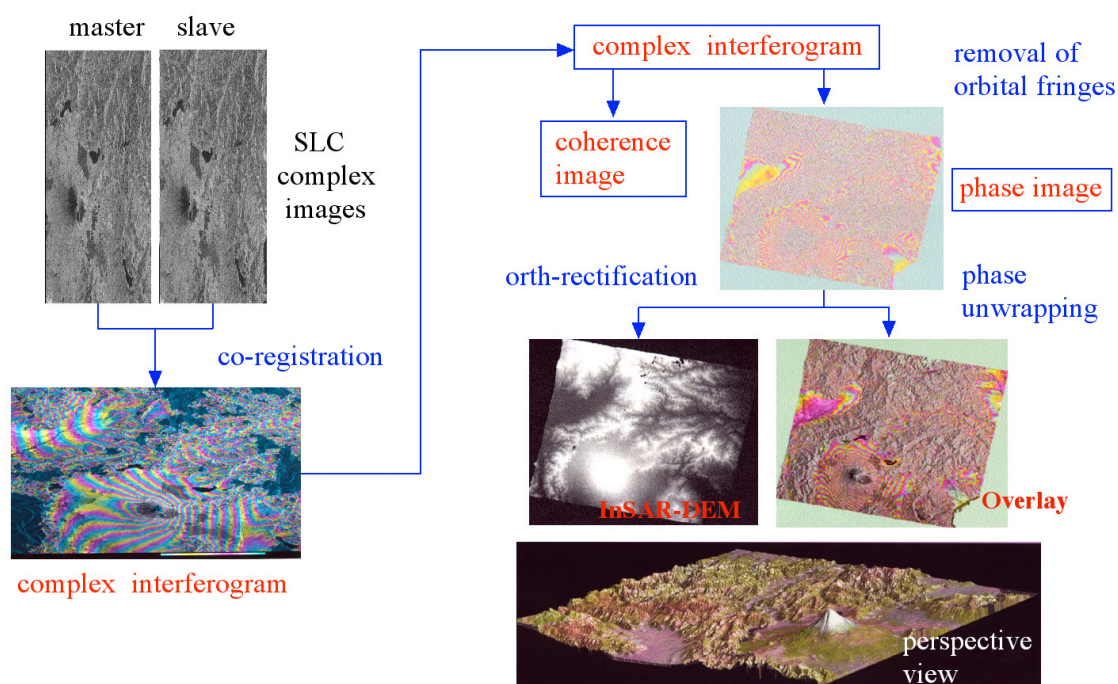 master slave
SLC
complex
images
co-registration
complex interferogram
complex interferogram
removal of
orbital fringes
coherence
image
phase image
orth-rectification
phase
unwrapping
InSAR-DEM
Overlay
perspective
view